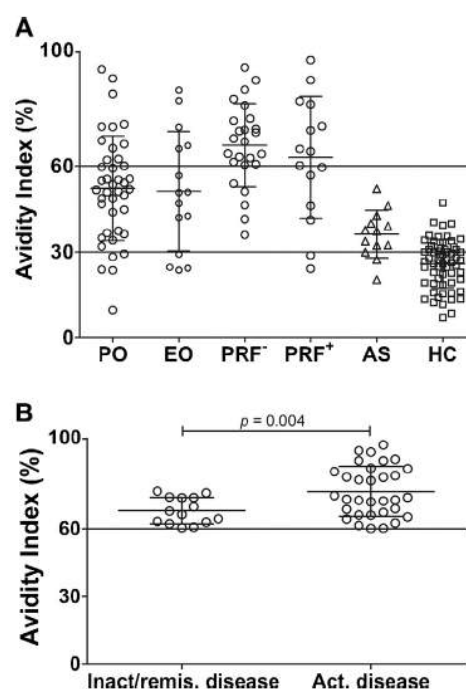 A
Avidity Index (%)
100
60
30
0
PO EO PRF⁻ PRF⁺ AS HC
B
p = 0.004
Avidity Index (%)
100
60
30
0
Inact/remis. disease Act. disease